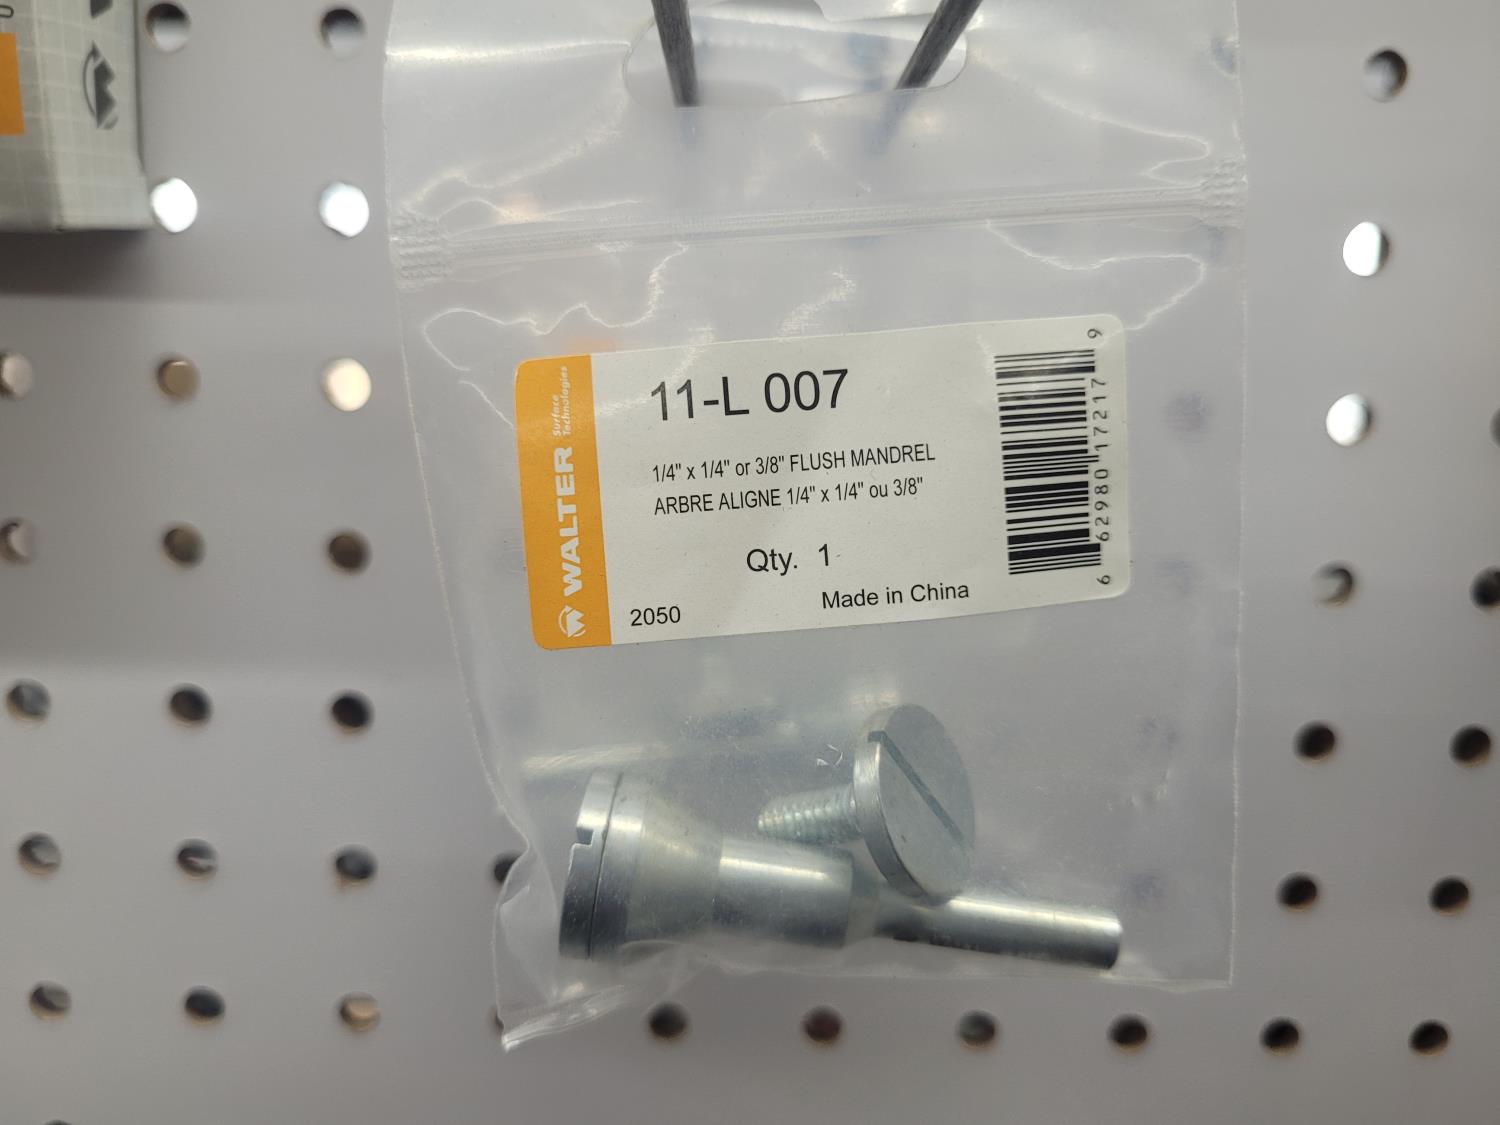 11-L 007
1/4" x 1/4" or 3/8" FLUSH MANDREL
ARBRE ALIGNE 1/4" x 1/4" ou 3/8"
Qty. 1
2050
Made in China
WALTER
Surface
Technologies
6 62980 17217 9